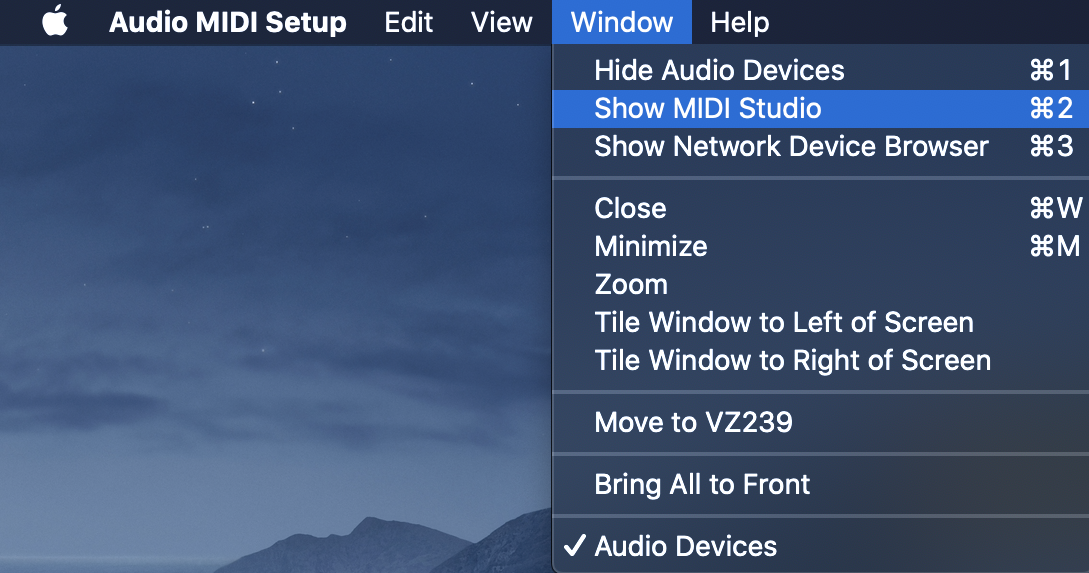 Audio MIDI Setup Edit View Window Help
Hide Audio Devices ⌘1
Show MIDI Studio ⌘2
Show Network Device Browser ⌘3
Close ⌘W
Minimize ⌘M
Zoom
Tile Window to Left of Screen
Tile Window to Right of Screen
Move to VZ239
Bring All to Front
✓ Audio Devices